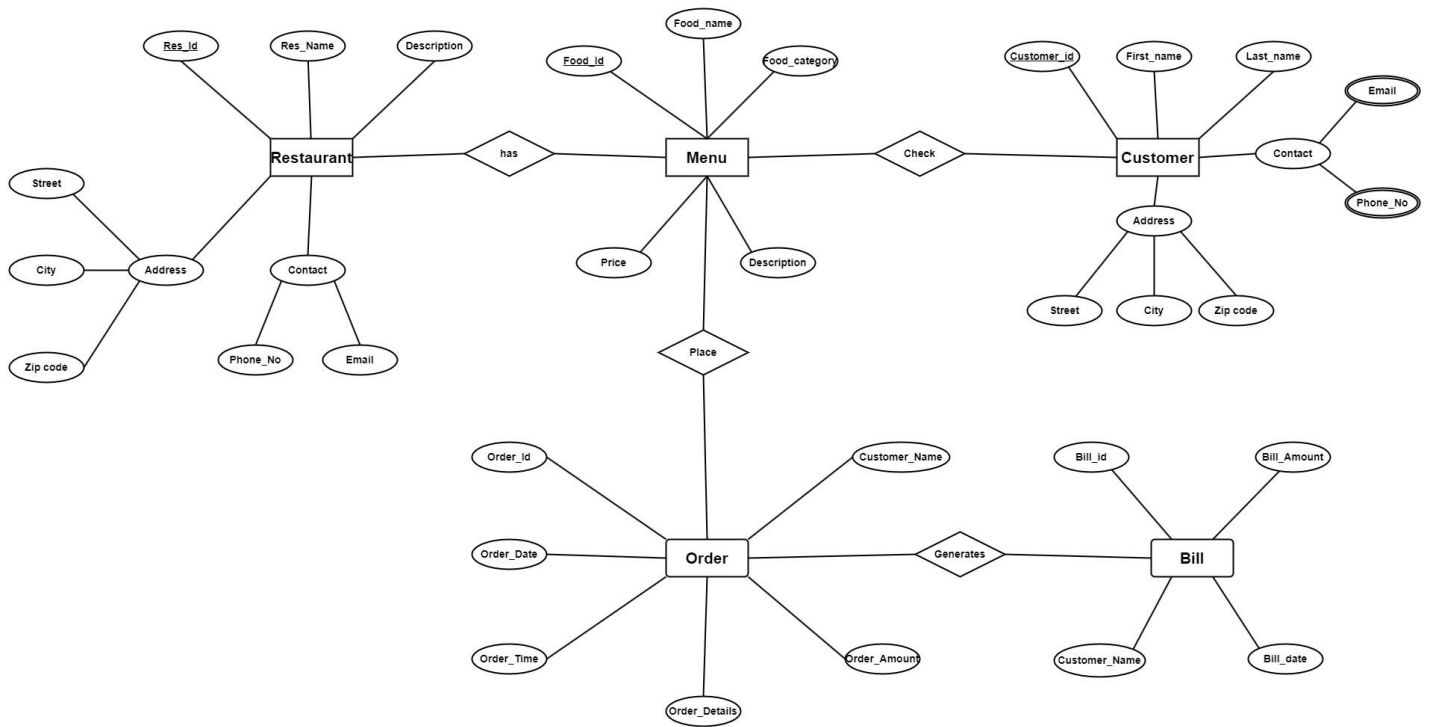 Food_name
Res_Id
Res_Name
Description
Food_Id
Food_category
Customer_id
First_name
Last_name
Email
Restaurant
has
Menu
Check
Customer
Contact
Street
Phone_No
Address
City
Address
Contact
Price
Description
Street
City
Zip code
Zip code
Phone_No
Email
Place
Order_Id
Customer_Name
Bill_id
Bill_Amount
Order_Date
Order
Generates
Bill
Order_Time
Order_Amount
Customer_Name
Bill_date
Order_Details